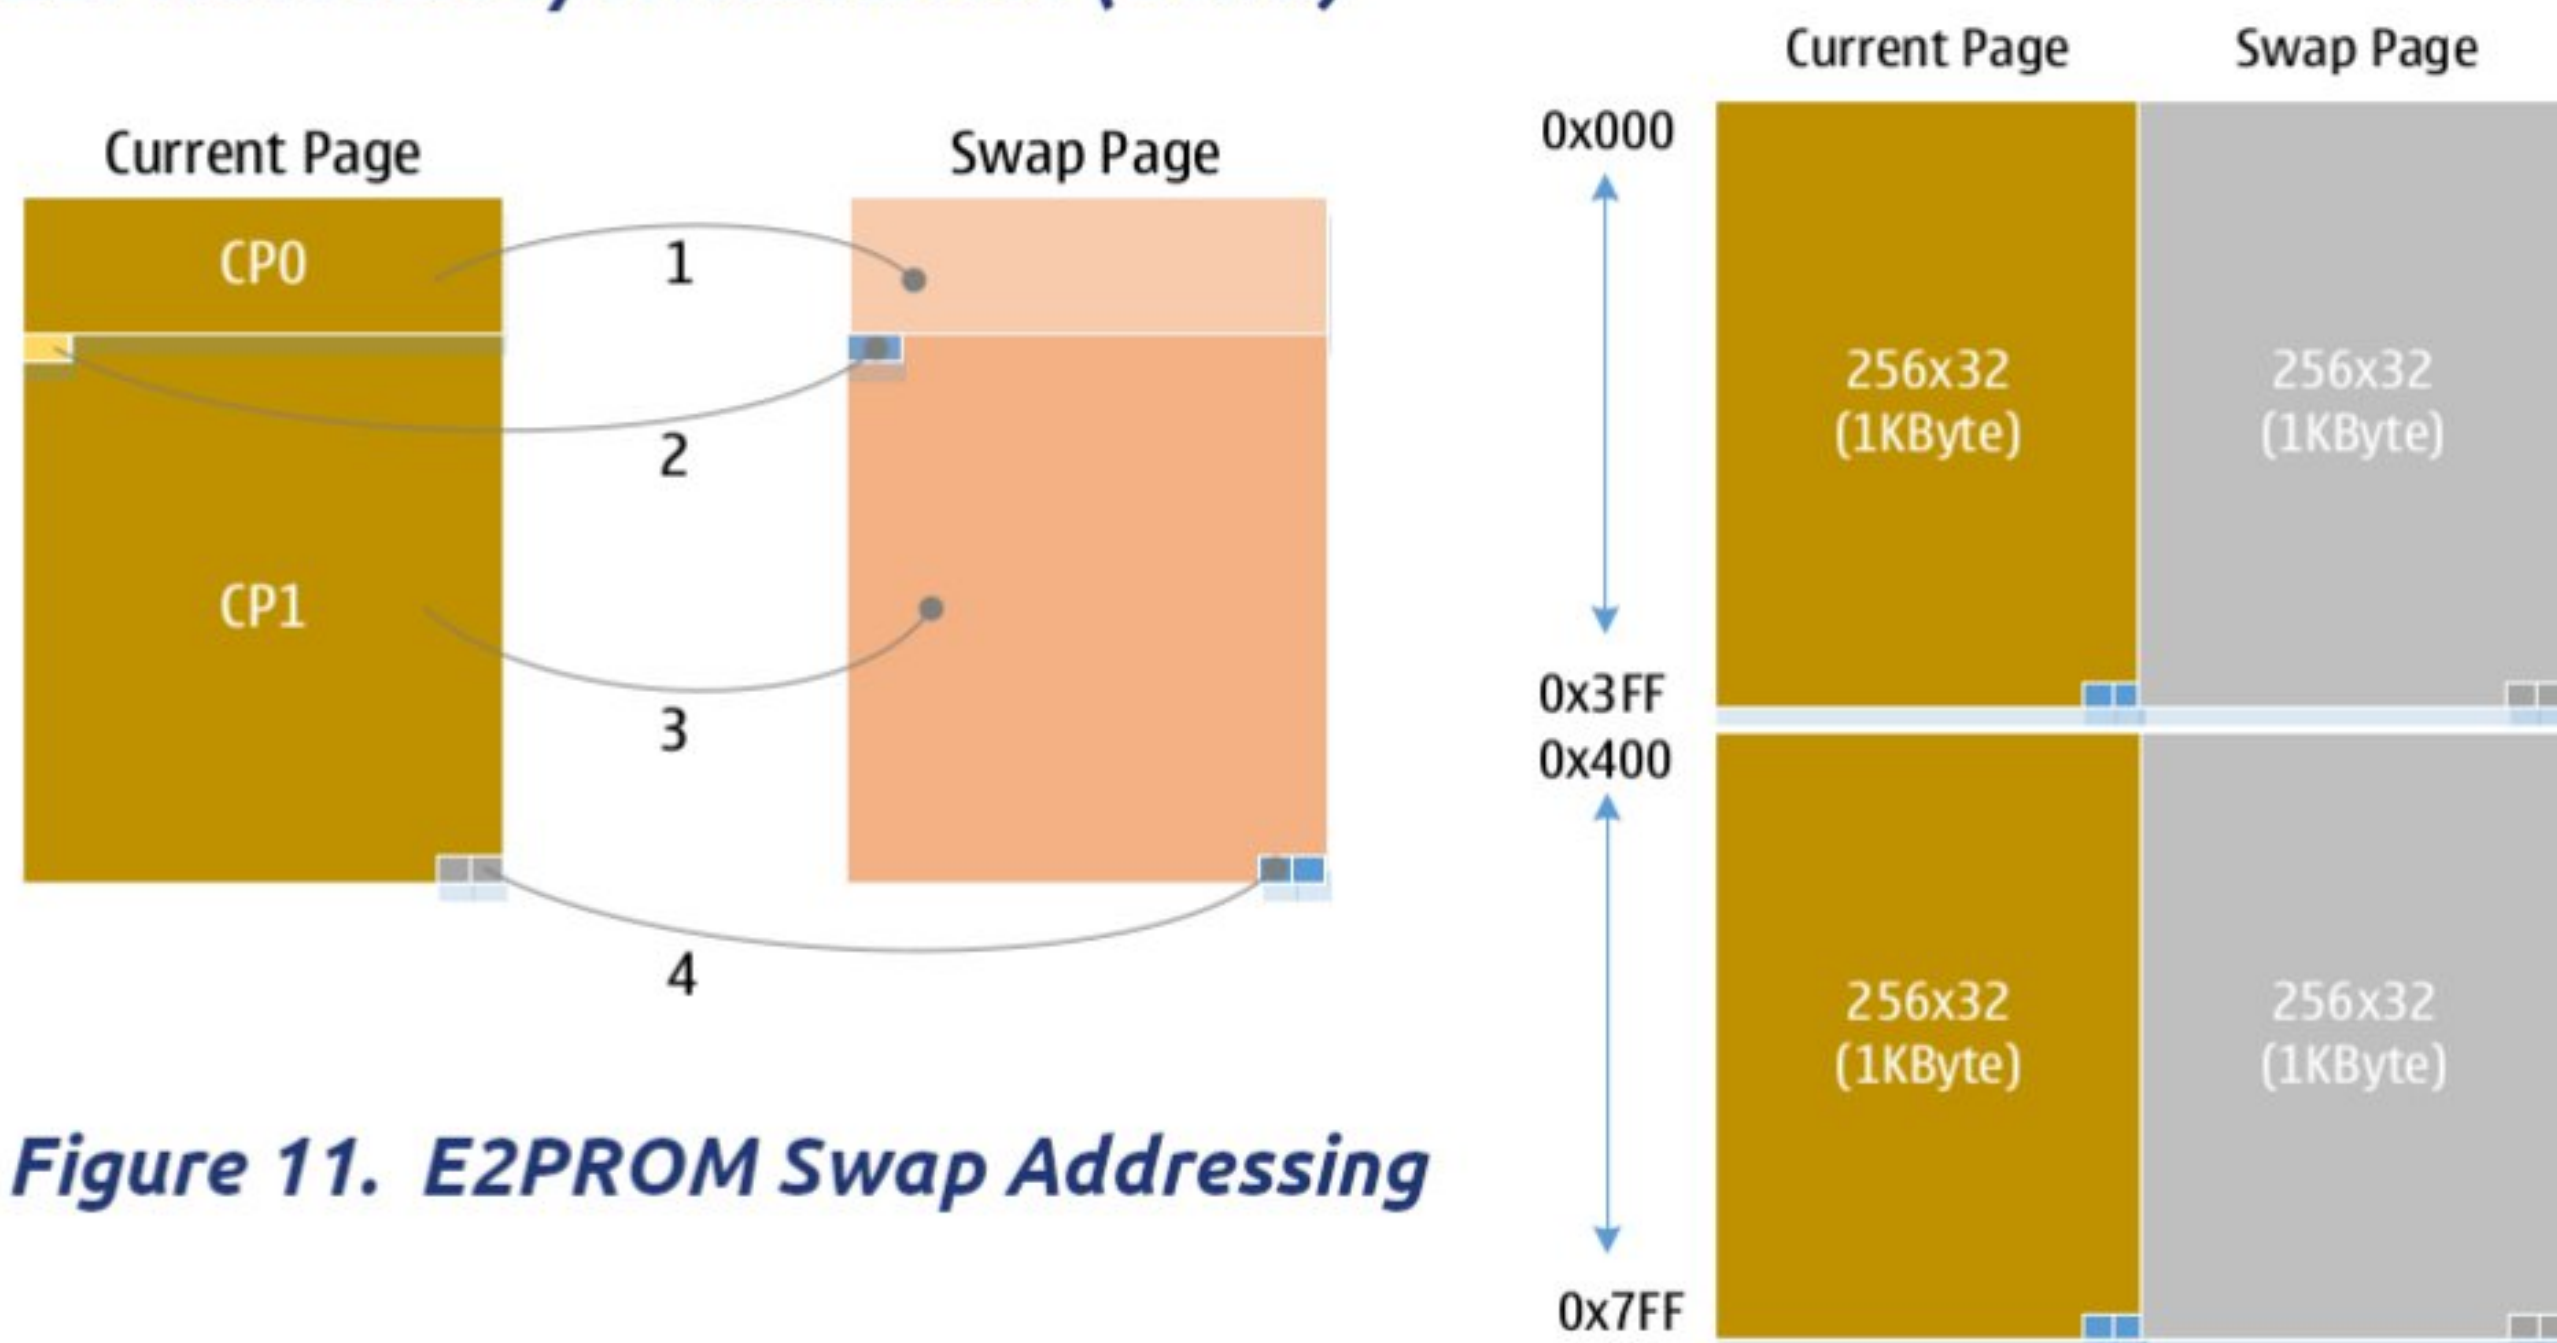 Current Page
Swap Page
CP0
1
2
CP1
3
4
Figure 11. E2PROM Swap Addressing
Current Page
Swap Page
0x000
256x32
(1KByte)
256x32
(1KByte)
0x3FF
0x400
256x32
(1KByte)
256x32
(1KByte)
0x7FF